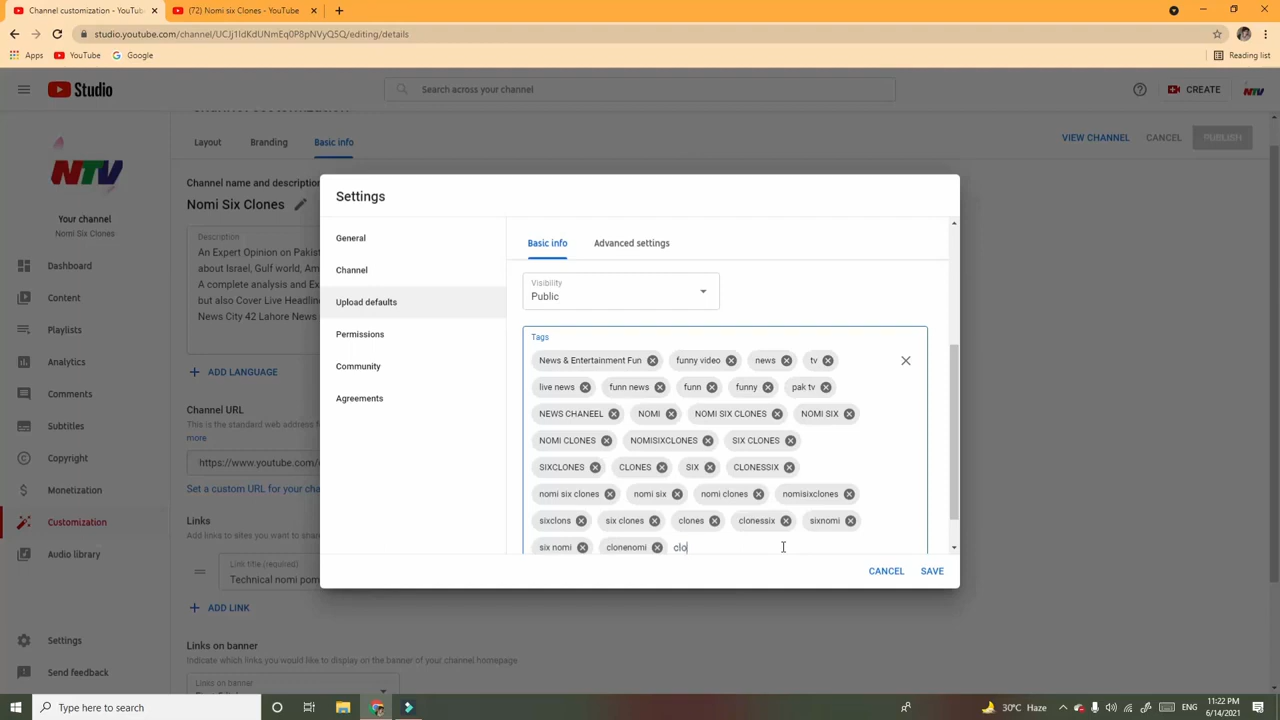 Channel customization - YouTu
(72) Nomi six Clones - YouTube
studio.youtube.com/channel/UCJj1IdKdUNmEq0P8pNVyQ5Q/editing/details
Apps
YouTube
Google
Reading list
Studio
Search across your channel
CREATE
NTV
Layout
Branding
Basic info
VIEW CHANNEL
CANCEL
PUBLISH
NTV
Your channel
Nomi Six Clones
Dashboard
Content
Playlists
Analytics
Comments
Subtitles
Copyright
Monetization
Customization
Audio library
Settings
Send feedback
Channel name and description
Nomi Six Clones
Description
An Expert Opinion on Pakist
about Israel, Gulf world, Am
A complete analysis and Ex
but also Cover Live Headline
News City 42 Lahore News
ADD LANGUAGE
Channel URL
This is the standard web address f
more
https://www.youtube.com/c
Set a custom URL for your cha
Links
Add links to sites you want to share
Link title (required)
Technical nomi pom
ADD LINK
Links on banner
Indicate which links you would like to display on the banner of your channel homepage
Links on banner
Settings
General
Channel
Upload defaults
Permissions
Community
Agreements
Basic info
Advanced settings
Visibility
Public
Tags
News & Entertainment Fun funny video news tv
live news funn news funn funny pak tv
NEWS CHANEEL NOMI NOMI SIX CLONES NOMI SIX
NOMI CLONES NOMISIXCLONES SIX CLONES
SIXCLONES CLONES SIX CLONESSIX
nomi six clones nomi six nomi clones nomisixclones
sixclons six clones clones clonessix sixnomi
six nomi clonenomi clo
CANCEL
SAVE
Type here to search
30°C Haze
11:22 PM
6/14/2021